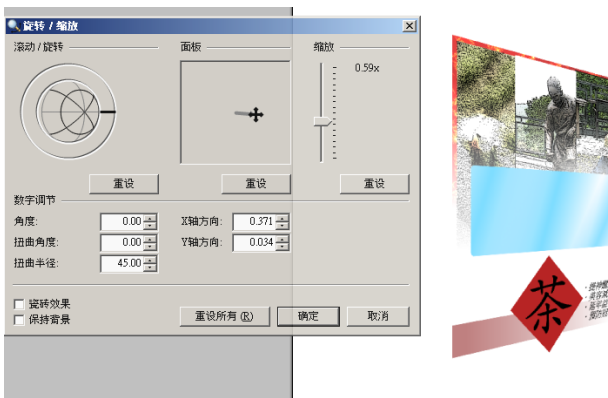 旋转 / 缩放
滚动 / 旋转
面板
缩放
0.59x
重设
重设
重设
数字调节
角度: 0.00
X轴方向: 0.371
扭曲角度: 0.00
Y轴方向: 0.034
扭曲半径: 45.00
瓷砖效果
保持背景
重设所有 (R)
确定
取消
茶